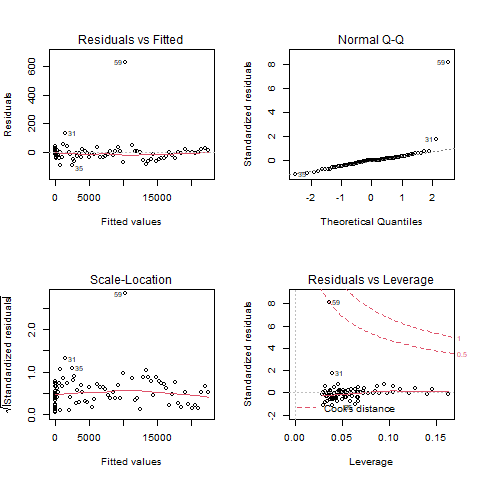 Residuals vs Fitted
Residuals
0 200 400 600
59
31
35
0 5000 15000
Fitted values
Normal Q-Q
Standardized residuals
0 2 4 6 8
59
31
35
-2 -1 0 1 2
Theoretical Quantiles
Scale-Location
√|Standardized residuals|
0.0 1.0 2.0
59
31
35
0 5000 15000
Fitted values
Residuals vs Leverage
Standardized residuals
-2 0 2 4 6 8
59
31
1
0.5
Cook's distance
0.00 0.05 0.10 0.15
Leverage